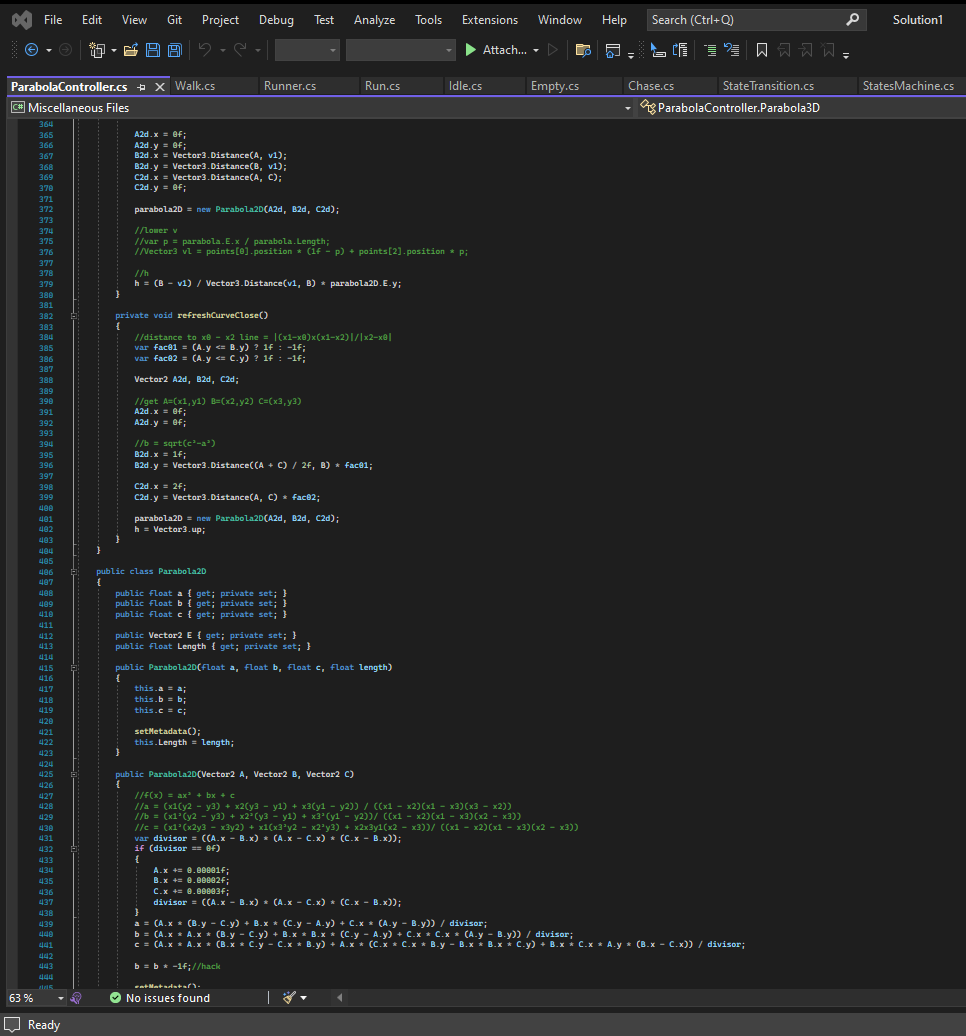 File Edit View Git Project Debug Test Analyze Tools Extensions Window Help Search (Ctrl+Q) Solution1
Attach...
ParabolaController.cs Walk.cs Runner.cs Run.cs Idle.cs Empty.cs Chase.cs StateTransition.cs StatesMachine.cs
C# Miscellaneous Files ParabolaController.Parabola3D
364
365 A2d.x = 0f;
366 A2d.y = 0f;
367 B2d.x = Vector3.Distance(A, v1);
368 B2d.y = Vector3.Distance(B, v1);
369 C2d.x = Vector3.Distance(A, C);
370 C2d.y = 0f;
371
372 parabola2D = new Parabola2D(A2d, B2d, C2d);
373
374 //lower v
375 //var p = parabola.E.x / parabola.Length;
376 //Vector3 vl = points[0].position * (1f - p) + points[2].position * p;
377
378 //h
379 h = (B - v1) / Vector3.Distance(v1, B) * parabola2D.E.y;
380 }
381
382 private void refreshCurveClose()
383 {
384 //distance to x0 - x2 line = |(x1-x0)x(x1-x2)|/|x2-x0|
385 var fac01 = (A.y <= B.y) ? 1f : -1f;
386 var fac02 = (A.y <= C.y) ? 1f : -1f;
387
388 Vector2 A2d, B2d, C2d;
389
390 //get A=(x1,y1) B=(x2,y2) C=(x3,y3)
391 A2d.x = 0f;
392 A2d.y = 0f;
393
394 //b = sqrt(c²-a²)
395 B2d.x = 1f;
396 B2d.y = Vector3.Distance((A + C) / 2f, B) * fac01;
397
398 C2d.x = 2f;
399 C2d.y = Vector3.Distance(A, C) * fac02;
400
401 parabola2D = new Parabola2D(A2d, B2d, C2d);
402 h = Vector3.up;
403 }
404 }
405
406 public class Parabola2D
407 {
408 public float a { get; private set; }
409 public float b { get; private set; }
410 public float c { get; private set; }
411
412 public Vector2 E { get; private set; }
413 public float Length { get; private set; }
414
415 public Parabola2D(float a, float b, float c, float length)
416 {
417 this.a = a;
418 this.b = b;
419 this.c = c;
420
421 setMetadata();
422 this.Length = length;
423 }
424
425 public Parabola2D(Vector2 A, Vector2 B, Vector2 C)
426 {
427 //f(x) = ax² + bx + c
428 //a = (x1(y2 - y3) + x2(y3 - y1) + x3(y1 - y2)) / ((x1 - x2)(x1 - x3)(x3 - x2))
429 //b = (x1²(y2 - y3) + x2²(y3 - y1) + x3²(y1 - y2))/ ((x1 - x2)(x1 - x3)(x2 - x3))
430 //c = (x1²(x2y3 - x3y2) + x1(x3²y2 - x2²y3) + x2x3y1(x2 - x3))/ ((x1 - x2)(x1 - x3)(x2 - x3))
431 var divisor = ((A.x - B.x) * (A.x - C.x) * (C.x - B.x));
432 if (divisor == 0f)
433 {
434 A.x += 0.00001f;
435 B.x += 0.00002f;
436 C.x += 0.00003f;
437 divisor = ((A.x - B.x) * (A.x - C.x) * (C.x - B.x));
438 }
439 a = (A.x * (B.y - C.y) + B.x * (C.y - A.y) + C.x * (A.y - B.y)) / divisor;
440 b = (A.x * A.x * (B.y - C.y) + B.x * B.x * (C.y - A.y) + C.x * C.x * (A.y - B.y)) / divisor;
441 c = (A.x * A.x * (B.x * C.y - C.x * B.y) + A.x * (C.x * C.x * B.y - B.x * B.x * C.y) + B.x * C.x * A.y * (B.x - C.x)) / divisor;
442
443 b = b * -1f;//hack
444
445 setMetadata();
63 % No issues found
Ready